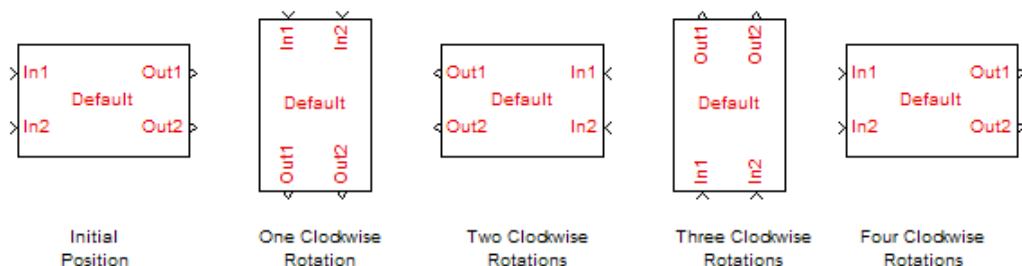 In1 Out1
Default
In2 Out2
Initial
Position
In1 In2
Default
Out1 Out2
One Clockwise
Rotation
Out1 In1
Default
Out2 In2
Two Clockwise
Rotations
Out1 Out2
Default
In1 In2
Three Clockwise
Rotations
In1 Out1
Default
In2 Out2
Four Clockwise
Rotations